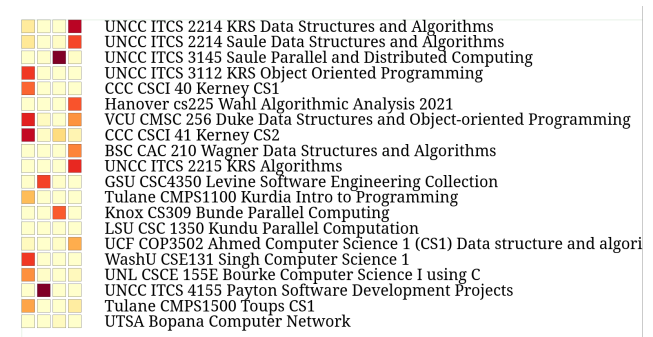 UNCC ITCS 2214 KRS Data Structures and Algorithms
UNCC ITCS 2214 Saule Data Structures and Algorithms
UNCC ITCS 3145 Saule Parallel and Distributed Computing
UNCC ITCS 3112 KRS Object Oriented Programming
CCC CSCI 40 Kerney CS1
Hanover cs225 Wahl Algorithmic Analysis 2021
VCU CMSC 256 Duke Data Structures and Object-oriented Programming
CCC CSCI 41 Kerney CS2
BSC CAC 210 Wagner Data Structures and Algorithms
UNCC ITCS 2215 KRS Algorithms
GSU CSC4350 Levine Software Engineering Collection
Tulane CMPS1100 Kurdia Intro to Programming
Knox CS309 Bunde Parallel Computing
LSU CSC 1350 Kundu Parallel Computation
UCF COP3502 Ahmed Computer Science 1 (CS1) Data structure and algori
WashU CSE131 Singh Computer Science 1
UNL CSCE 155E Bourke Computer Science I using C
UNCC ITCS 4155 Payton Software Development Projects
Tulane CMPS1500 Toups CS1
UTSA Bopana Computer Network